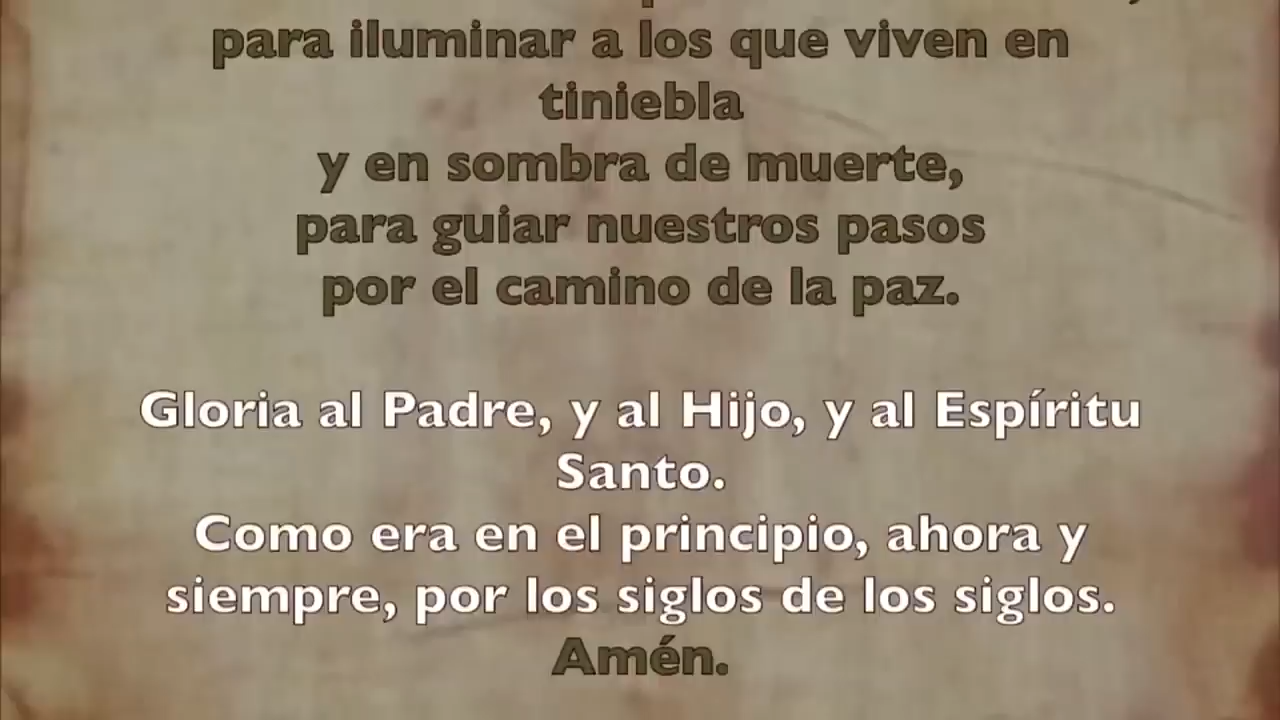 para iluminar a los que viven en
tiniebla
y en sombra de muerte,
para guiar nuestros pasos
por el camino de la paz.
Gloria al Padre, y al Hijo, y al Espíritu
Santo.
Como era en el principio, ahora y
siempre, por los siglos de los siglos.
Amén.